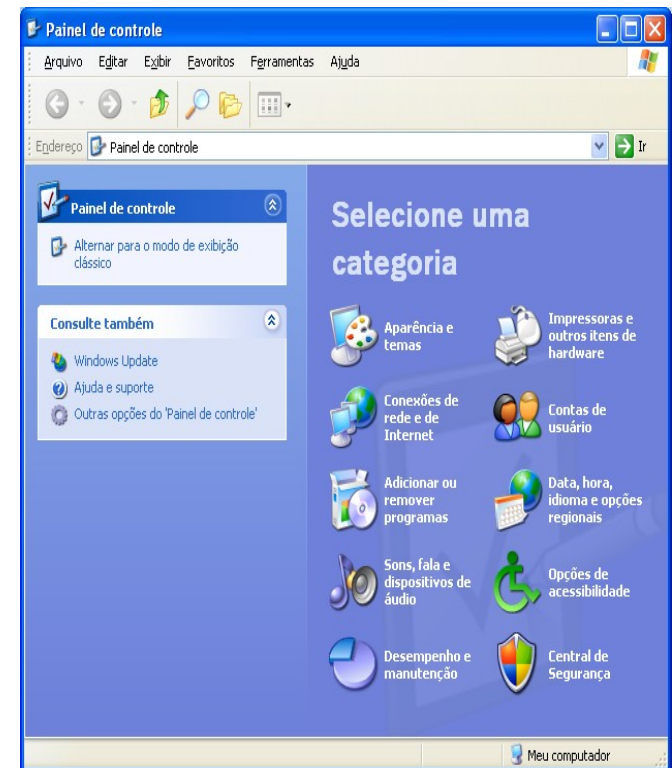 Painel de controle
Arquivo Editar Exibir Favoritos Ferramentas Ajuda
Endereço Painel de controle Ir
Painel de controle
Alternar para o modo de exibição
clássico
Consulte também
Windows Update
Ajuda e suporte
Outras opções do 'Painel de controle'
Selecione uma
categoria
Aparência e
temas
Impressoras e
outros itens de
hardware
Conexões de
rede e de
Internet
Contas de
usuário
Adicionar ou
remover
programas
Data, hora,
idioma e opções
regionais
Sons, fala e
dispositivos de
áudio
Opções de
acessibilidade
Desempenho e
manutenção
Central de
Segurança
Meu computador